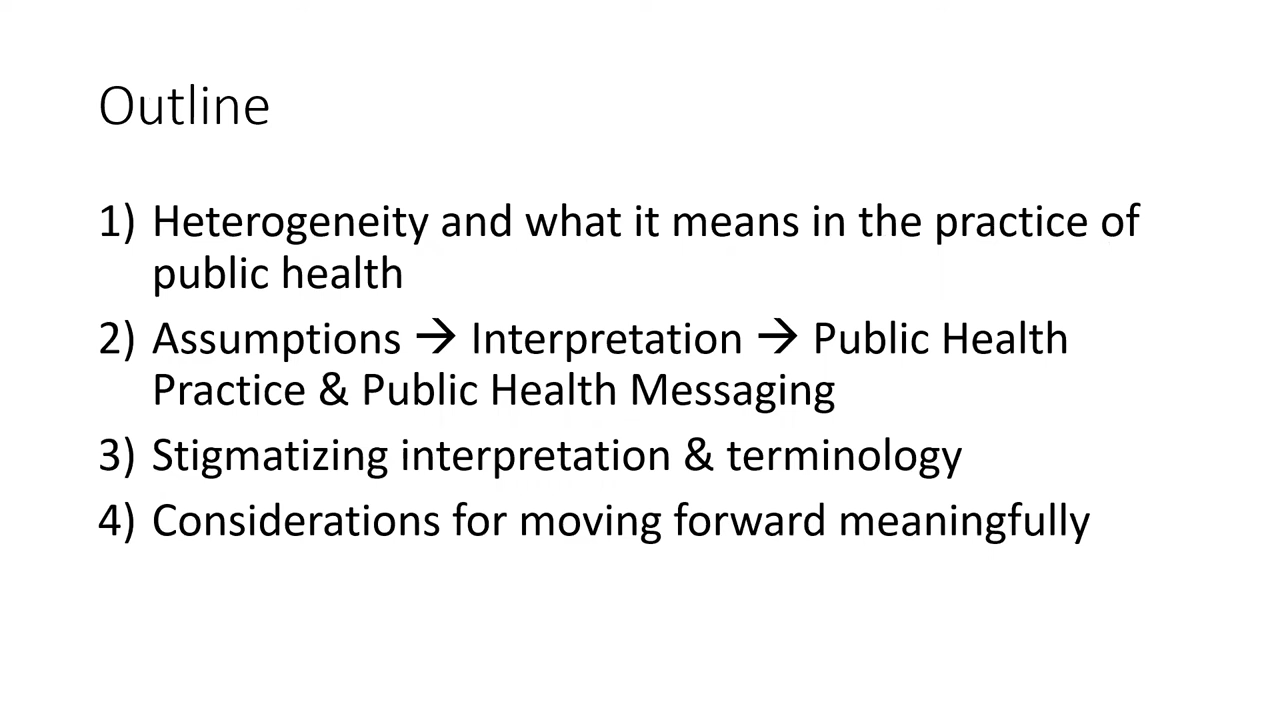 Outline
1) Heterogeneity and what it means in the practice of
public health
2) Assumptions → Interpretation → Public Health
Practice & Public Health Messaging
3) Stigmatizing interpretation & terminology
4) Considerations for moving forward meaningfully